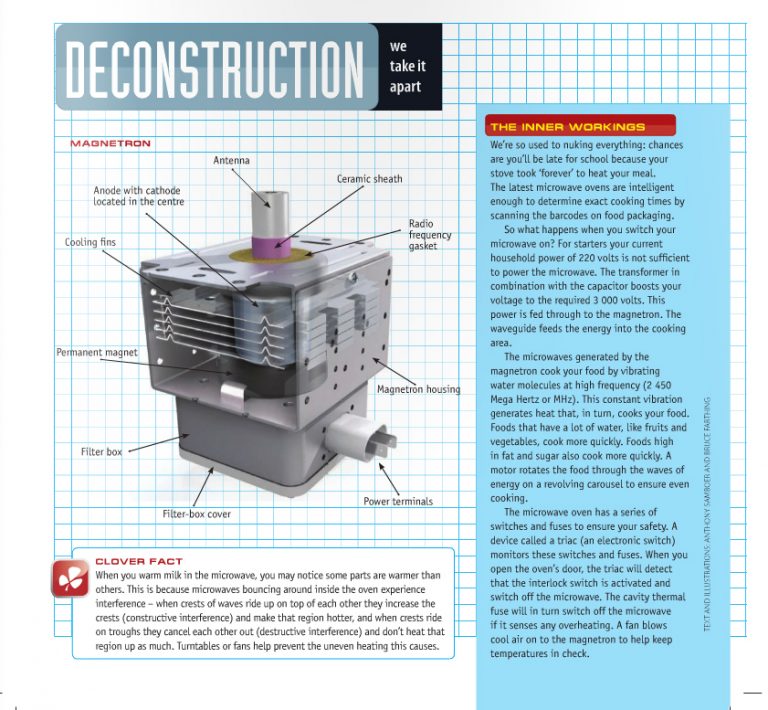 DECONSTRUCTION
we
take it
apart
MAGNETRON
Antenna
Ceramic sheath
Anode with cathode
located in the centre
Radio
frequency
gasket
Cooling fins
Permanent magnet
Magnetron housing
Filter box
Power terminals
Filter-box cover
CLOVER FACT
When you warm milk in the microwave, you may notice some parts are warmer than
others. This is because microwaves bouncing around inside the oven experience
interference – when crests of waves ride up on top of each other they increase the
crests (constructive interference) and make that region hotter, and when crests ride
on troughs they cancel each other out (destructive interference) and don't heat that
region up as much. Turntables or fans help prevent the uneven heating this causes.
THE INNER WORKINGS
We're so used to nuking everything: chances
are you'll be late for school because your
stove took 'forever' to heat your meal.
The latest microwave ovens are intelligent
enough to determine exact cooking times by
scanning the barcodes on food packaging.
So what happens when you switch your
microwave on? For starters your current
household power of 220 volts is not sufficient
to power the microwave. The transformer in
combination with the capacitor boosts your
voltage to the required 3 000 volts. This
power is fed through to the magnetron. The
waveguide feeds the energy into the cooking
area.
The microwaves generated by the
magnetron cook your food by vibrating
water molecules at high frequency (2 450
Mega Hertz or MHz). This constant vibration
generates heat that, in turn, cooks your food.
Foods that have a lot of water, like fruits and
vegetables, cook more quickly. Foods high
in fat and sugar also cook more quickly. A
motor rotates the food through the waves of
energy on a revolving carousel to ensure even
cooking.
The microwave oven has a series of
switches and fuses to ensure your safety. A
device called a triac (an electronic switch)
monitors these switches and fuses. When you
open the oven's door, the triac will detect
that the interlock switch is activated and
switch off the microwave. The cavity thermal
fuse will in turn switch off the microwave
if it senses any overheating. A fan blows
cool air on to the magnetron to help keep
temperatures in check.
TEXT AND ILLUSTRATIONS: ANTHONY SAMBOER AND BRUCE FARTHING